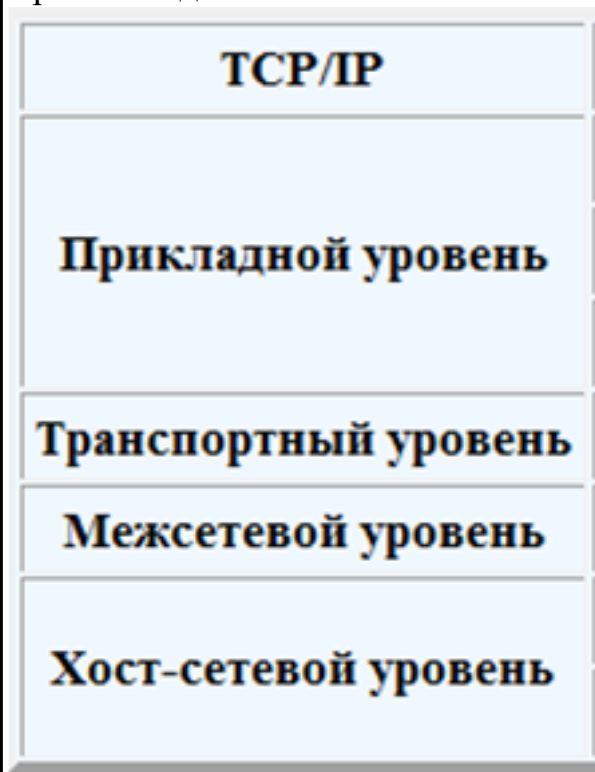 TCP/IP
Прикладной уровень
Транспортный уровень
Межсетевой уровень
Хост-сетевой уровень